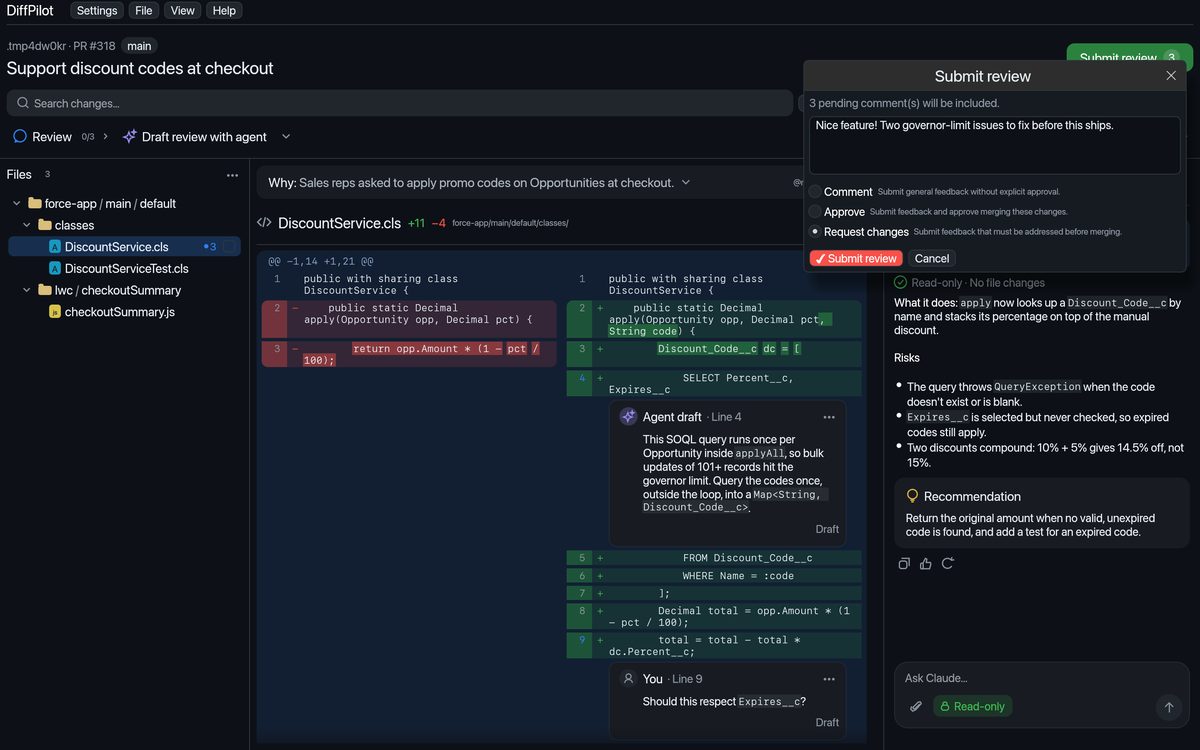 DiffPilot
Settings
File
View
Help
.tmp4dw0kr · PR #318
main
Support discount codes at checkout
Search changes...
Review
0/3
Draft review with agent
Files
3
force-app / main / default
classes
DiscountService.cls
3
DiscountServiceTest.cls
lwc / checkoutSummary
checkoutSummary.js
Why: Sales reps asked to apply promo codes on Opportunities at checkout.
DiscountService.cls
+11
−4
force-app/main/default/classes/
@@ −1,14 +1,21 @@
1
public with sharing class
DiscountService {
2
−
public static Decimal
apply(Opportunity opp, Decimal pct) {
3
−
return opp.Amount * (1 − pct /
100);
1
public with sharing class
DiscountService {
2
+
public static Decimal
apply(Opportunity opp, Decimal pct,
String code) {
3
+
Discount_Code__c dc = [
4
+
SELECT Percent__c,
Expires__c
Agent draft · Line 4
This SOQL query runs once per
Opportunity inside applyAll, so bulk
updates of 101+ records hit the
governor limit. Query the codes once,
outside the loop, into a Map<String,
Discount_Code__c>.
Draft
5
+
FROM Discount_Code__c
6
+
WHERE Name = :code
7
+
];
8
+
Decimal total = opp.Amount * (1
− pct / 100);
9
+
total = total − total *
dc.Percent__c;
You · Line 9
Should this respect Expires__c?
Draft
Submit review
3
Submit review
3 pending comment(s) will be included.
Nice feature! Two governor-limit issues to fix before this ships.
Comment
Submit general feedback without explicit approval.
Approve
Submit feedback and approve merging these changes.
Request changes
Submit feedback that must be addressed before merging.
✓ Submit review
Cancel
Read-only · No file changes
What it does: apply now looks up a Discount_Code__c by
name and stacks its percentage on top of the manual
discount.
Risks
• The query throws QueryException when the code
doesn't exist or is blank.
• Expires__c is selected but never checked, so expired
codes still apply.
• Two discounts compound: 10% + 5% gives 14.5% off, not
15%.
Recommendation
Return the original amount when no valid, unexpired
code is found, and add a test for an expired code.
Ask Claude...
Read-only